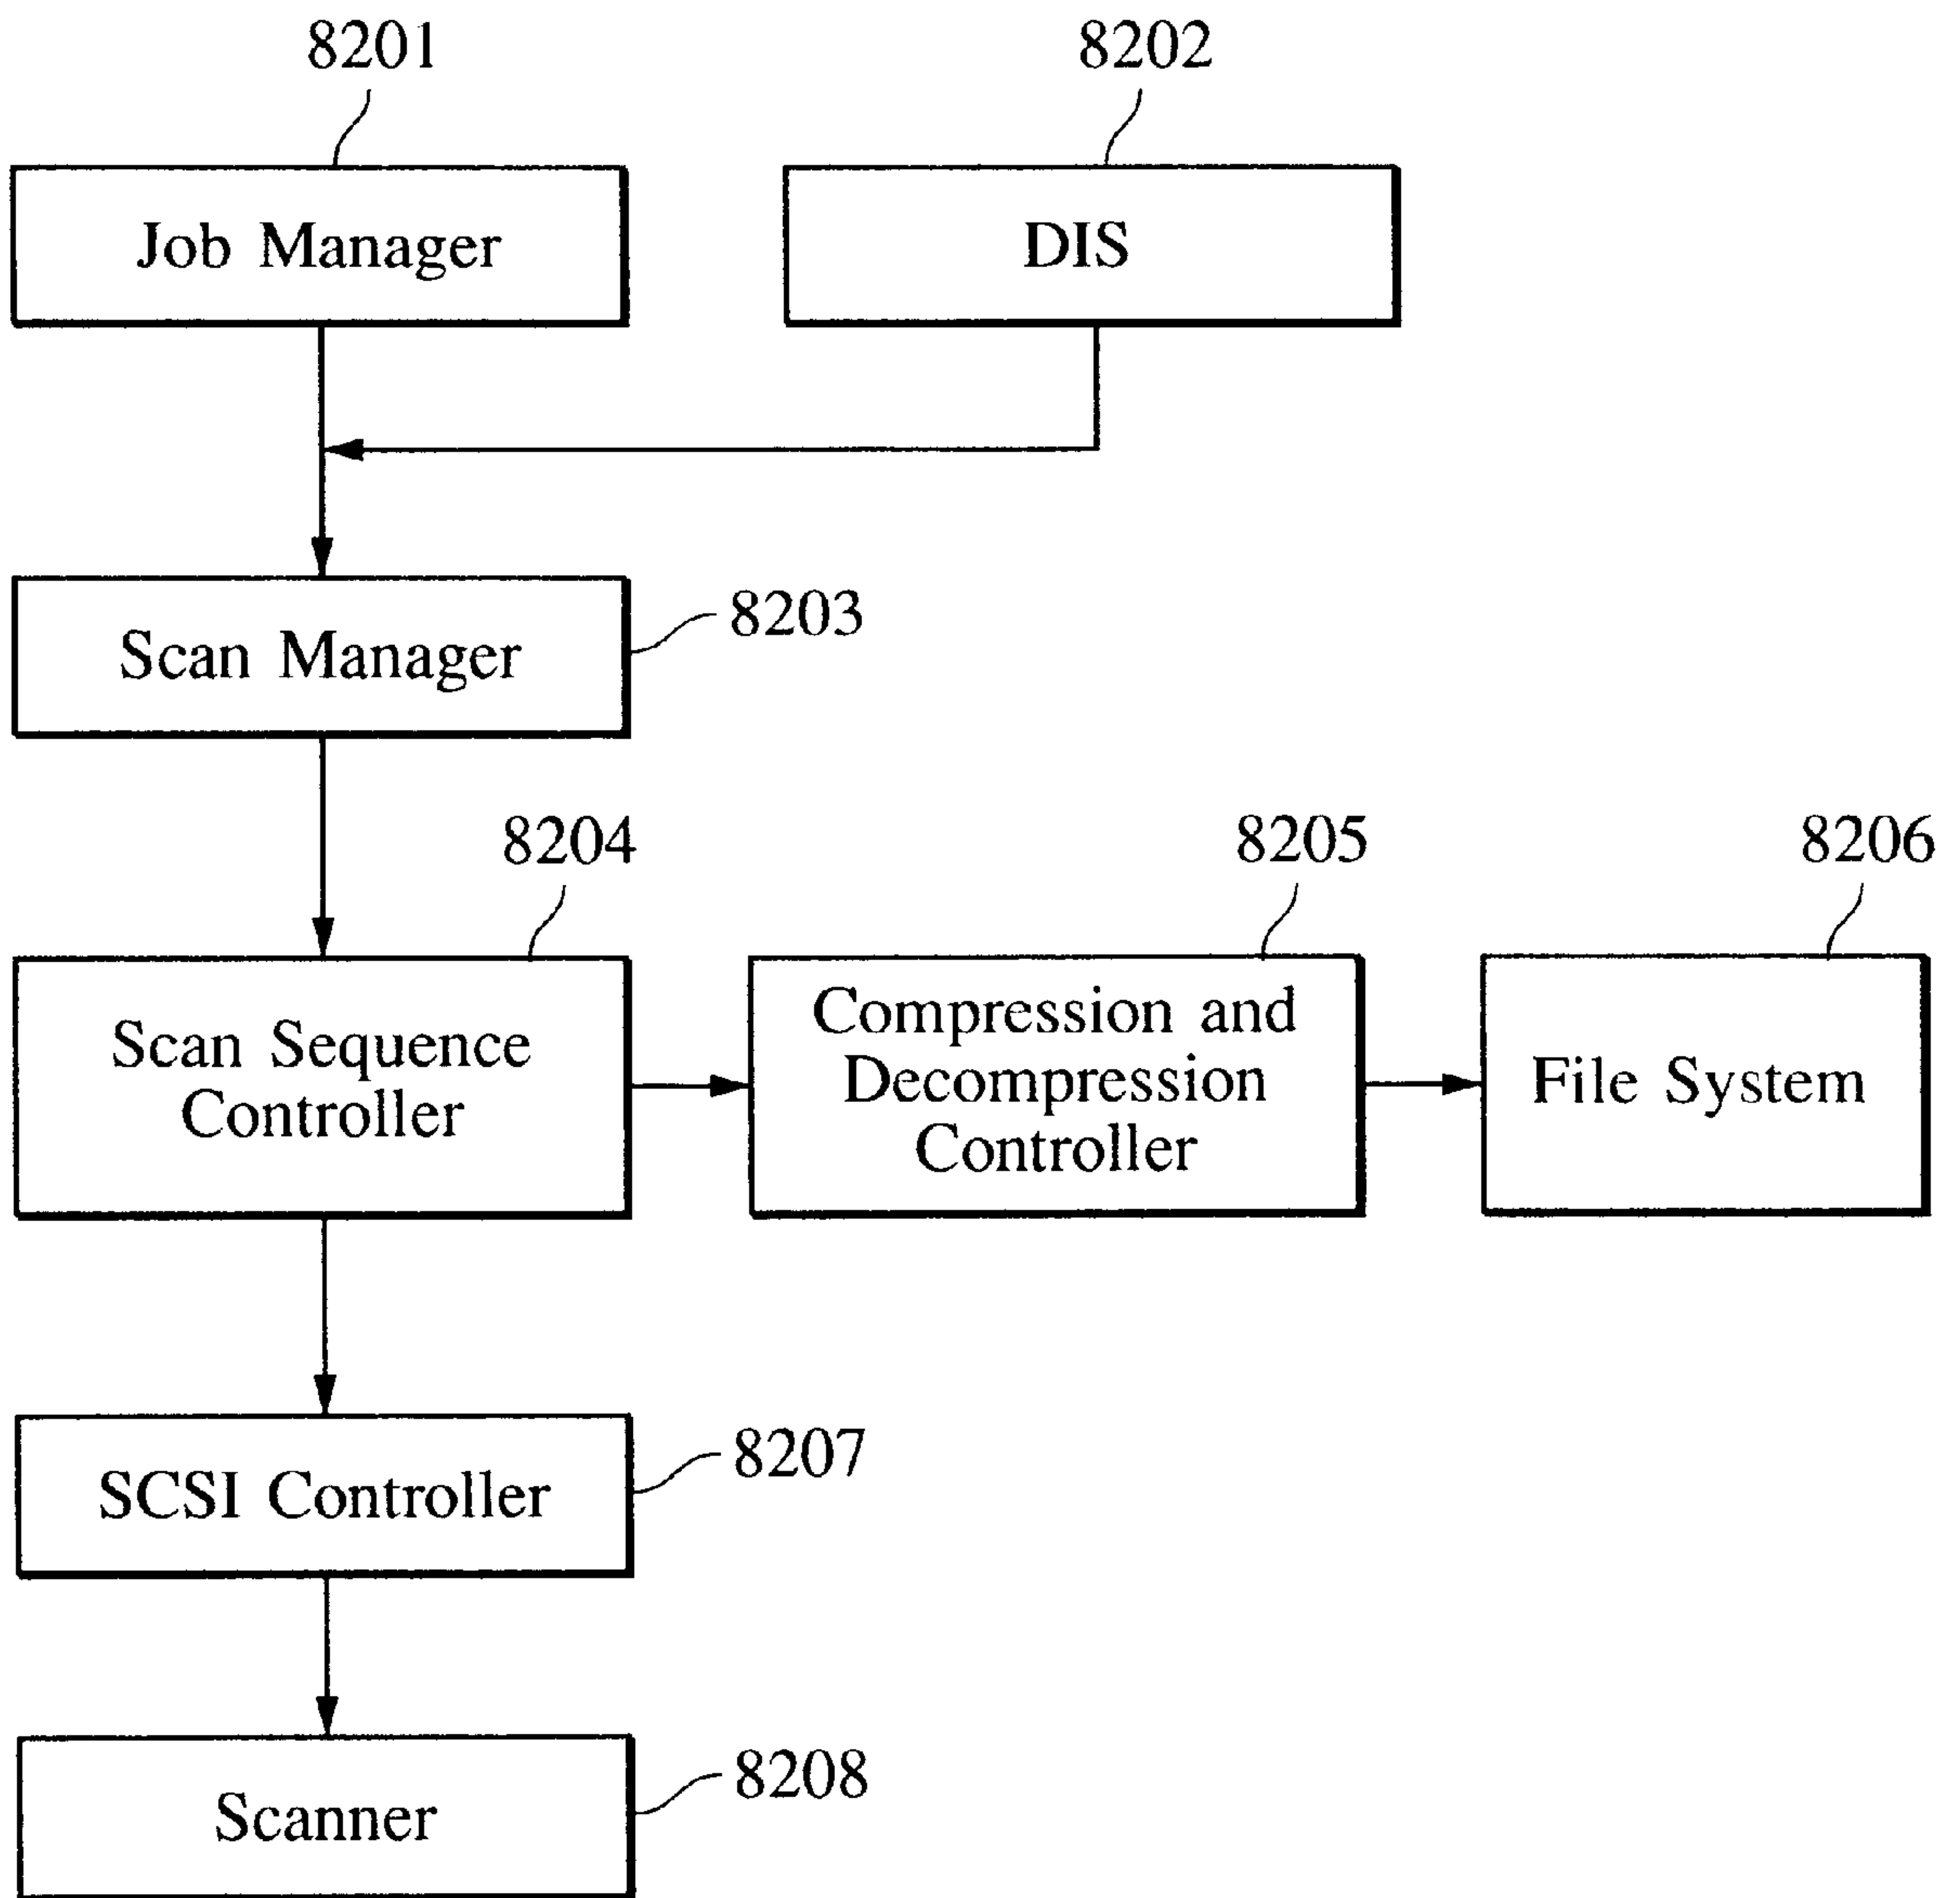 8201
8202
Job Manager
DIS
Scan Manager
8203
8204
8205
8206
Scan Sequence
Controller
Compression and
Decompression
Controller
File System
SCSI Controller
8207
Scanner
8208